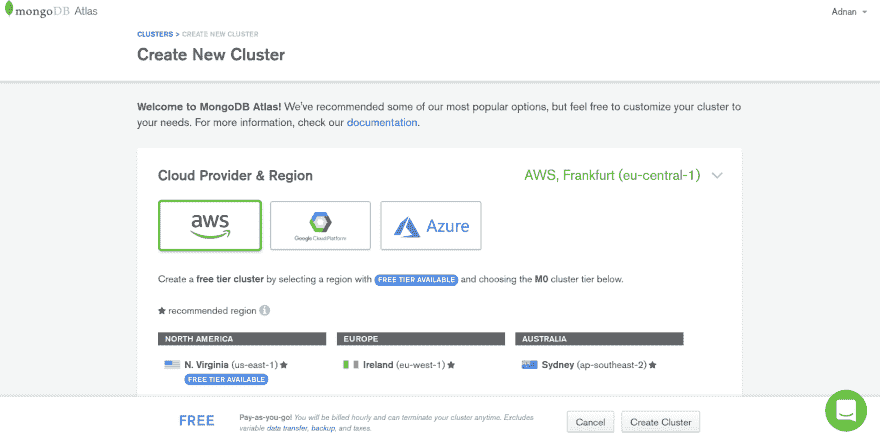 mongoDB Atlas
Adnan
CLUSTERS > CREATE NEW CLUSTER
Create New Cluster
Welcome to MongoDB Atlas! We've recommended some of our most popular options, but feel free to customize your cluster to
your needs. For more information, check our documentation.
Cloud Provider & Region
AWS, Frankfurt (eu-central-1)
aws
Google Cloud Platform
Azure
Create a free tier cluster by selecting a region with FREE TIER AVAILABLE and choosing the M0 cluster tier below.
★ recommended region
NORTH AMERICA
EUROPE
AUSTRALIA
N. Virginia (us-east-1) ★
Ireland (eu-west-1) ★
Sydney (ap-southeast-2) ★
FREE TIER AVAILABLE
FREE
Pay-as-you-go! You will be billed hourly and can terminate your cluster anytime. Excludes
variable data transfer, backup, and taxes.
Cancel
Create Cluster